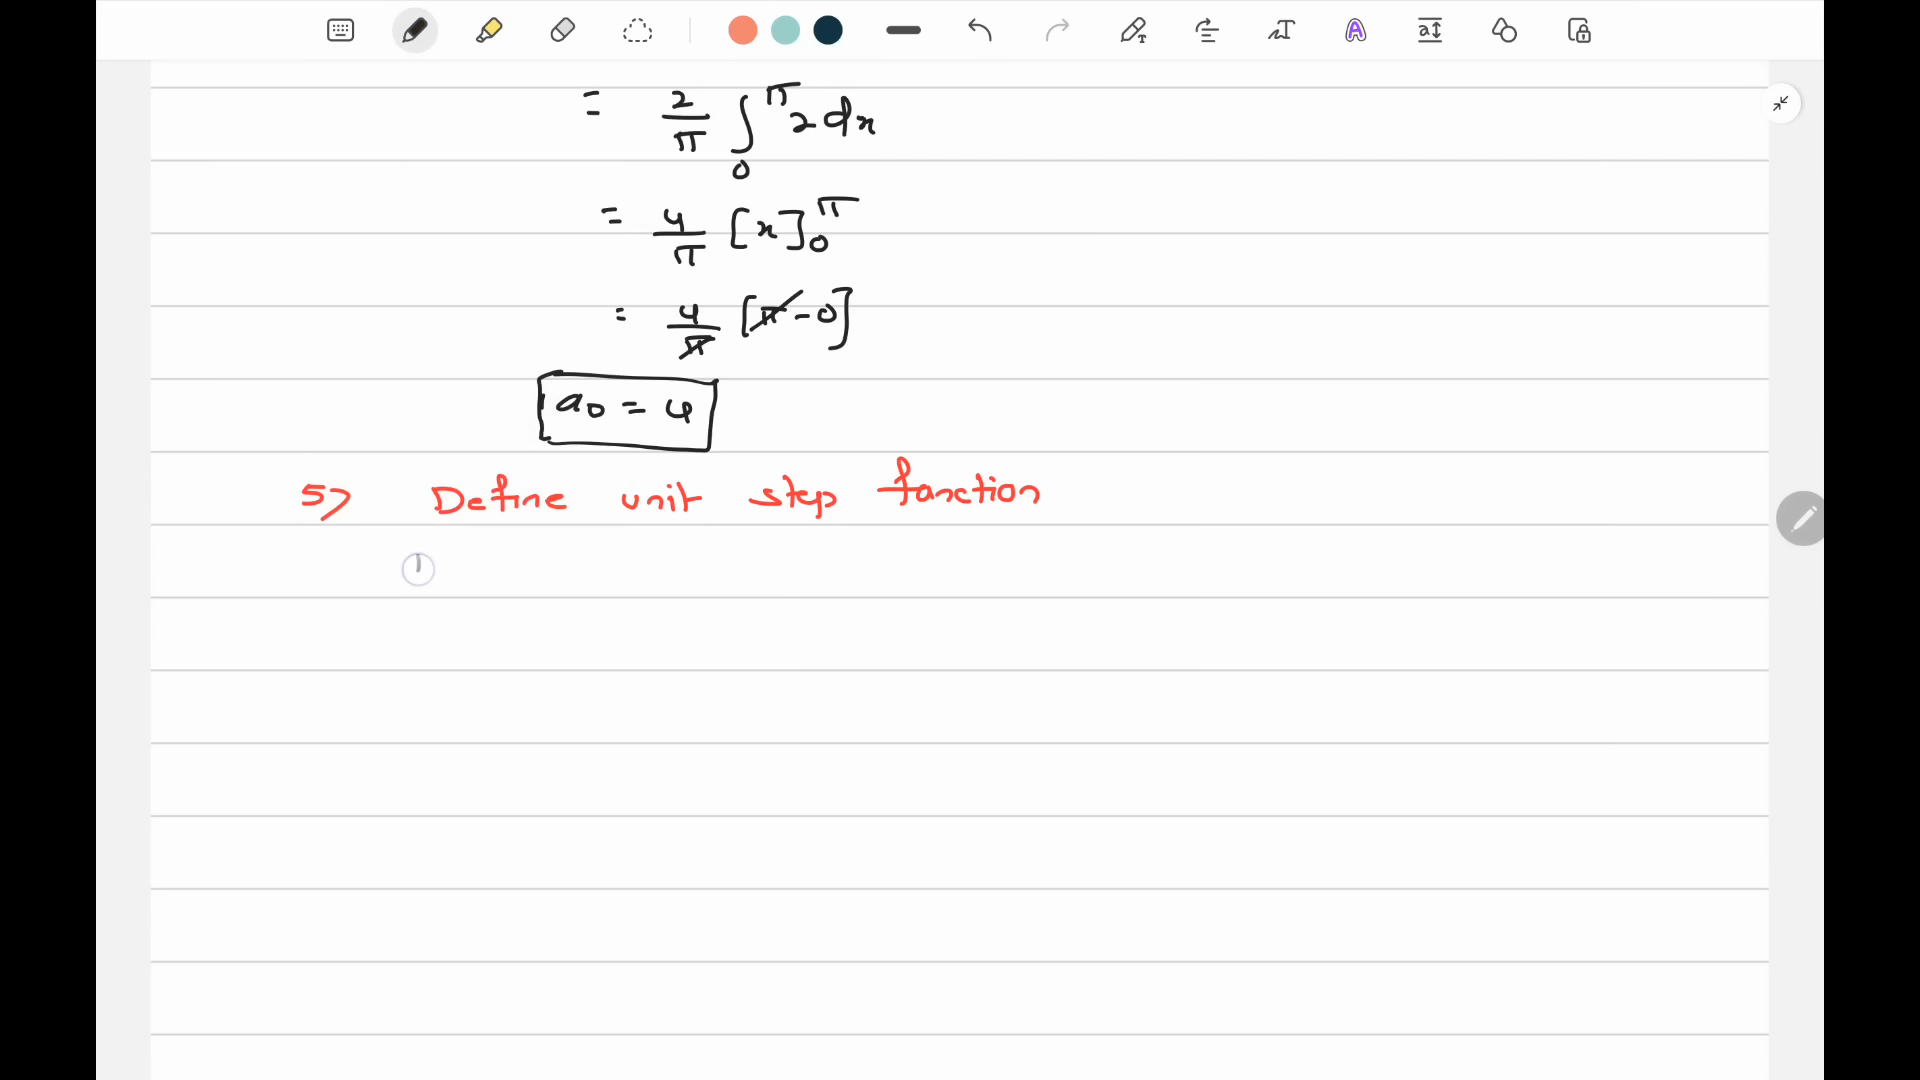 = 2/π ∫₀^π 2 dx
= 4/π [x]₀^π
= 4/π [π - 0]
a₀ = 4
5> Define unit step function